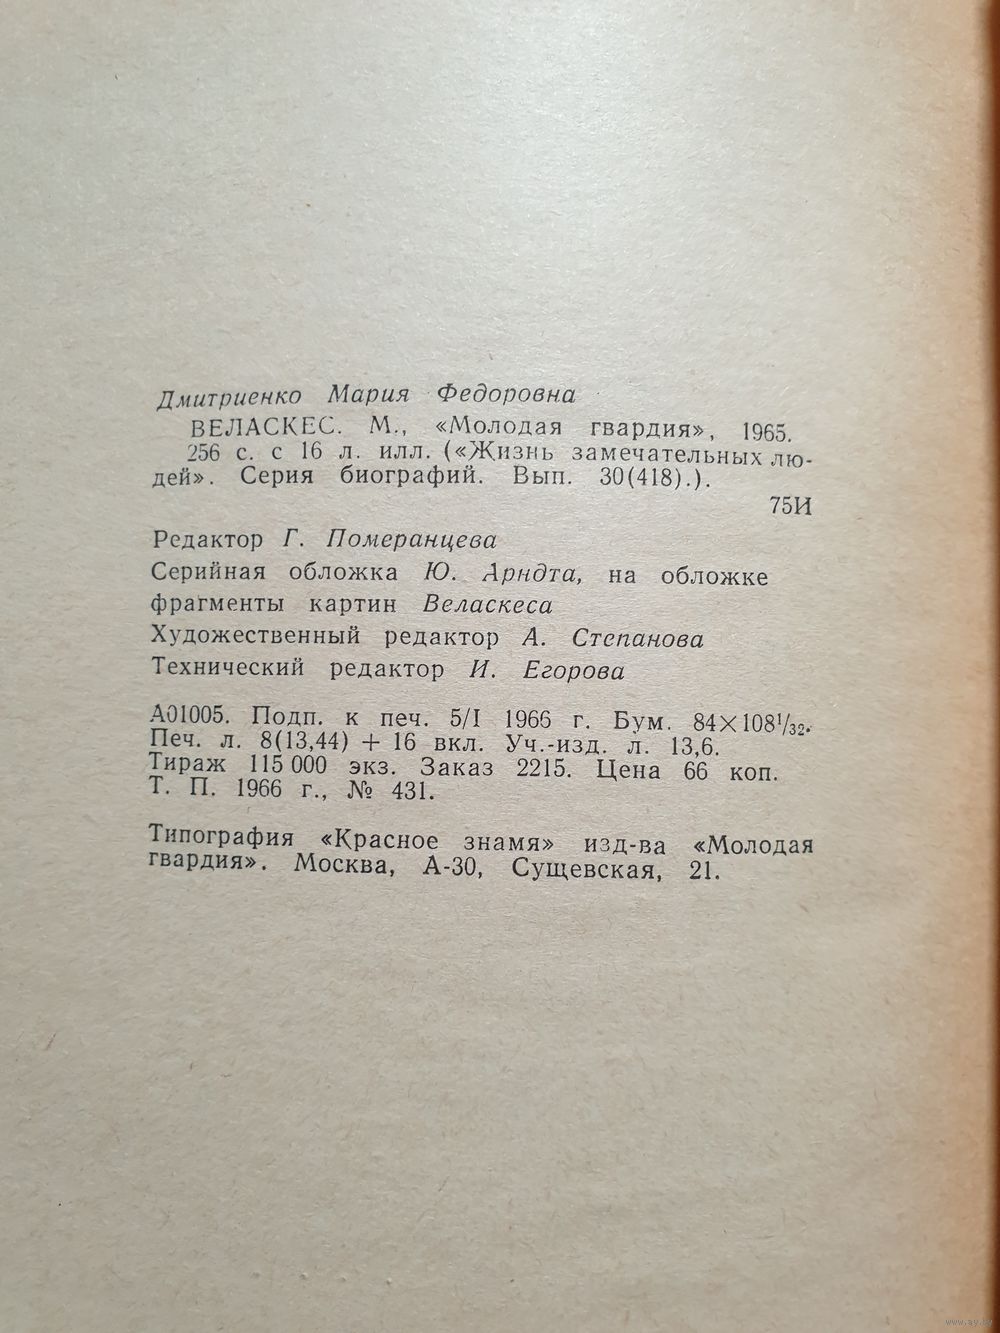 Дмитриенко Мария Федоровна
ВЕЛАСКЕС. М., «Молодая гвардия», 1965.
256 с. с 16 л. илл. («Жизнь замечательных лю-
дей». Серия биографий. Вып. 30(418).).
75И
Редактор Г. Померанцева
Серийная обложка Ю. Арндта, на обложке
фрагменты картин Веласкеса
Художественный редактор А. Степанова
Технический редактор И. Егорова
А01005. Подп. к печ. 5/I 1966 г. Бум. 84×108¹/₃₂.
Печ. л. 8(13,44) + 16 вкл. Уч.-изд. л. 13,6.
Тираж 115 000 экз. Заказ 2215. Цена 66 коп.
Т. П. 1966 г., № 431.
Типография «Красное знамя» изд-ва «Молодая
гвардия». Москва, А-30, Сущевская, 21.
www.ay.by